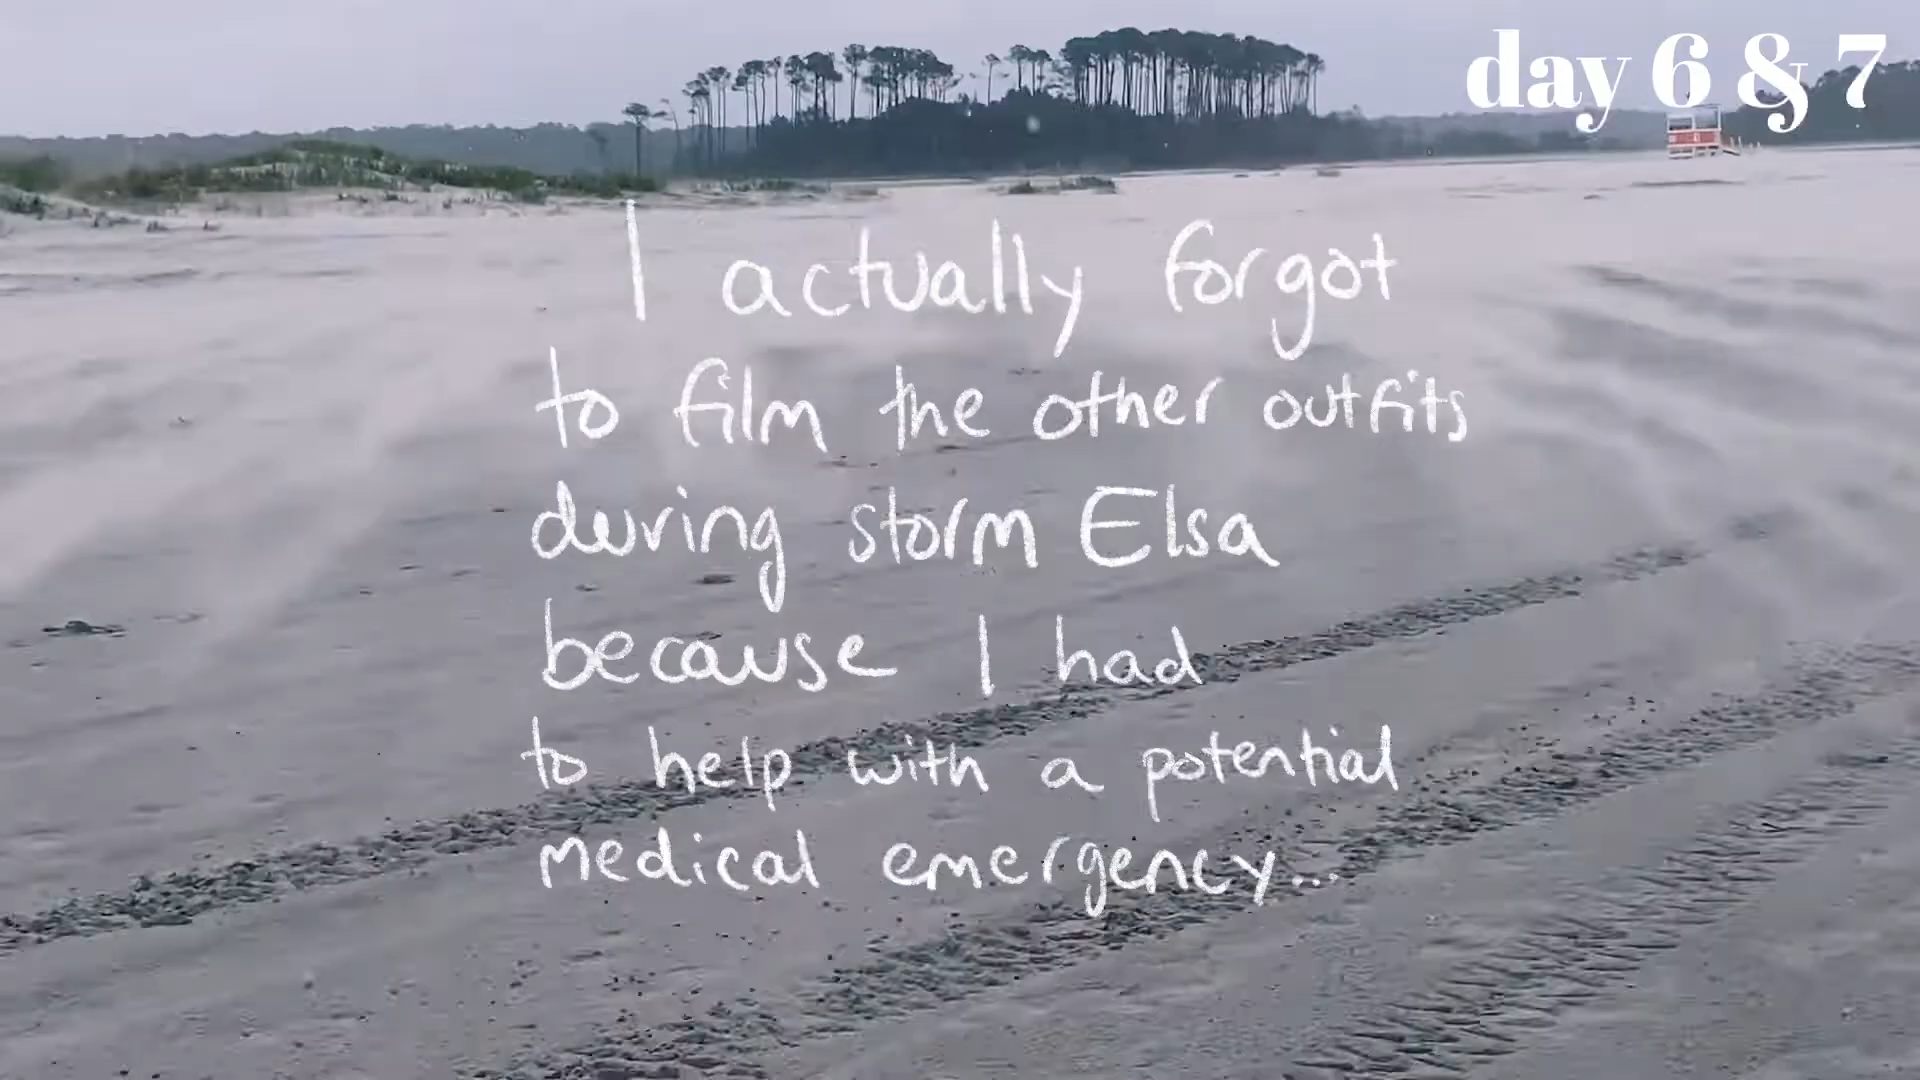 day 6 & 7
I actually forgot
to film the other outfits
during storm Elsa
because I had
to help with a potential
medical emergency...